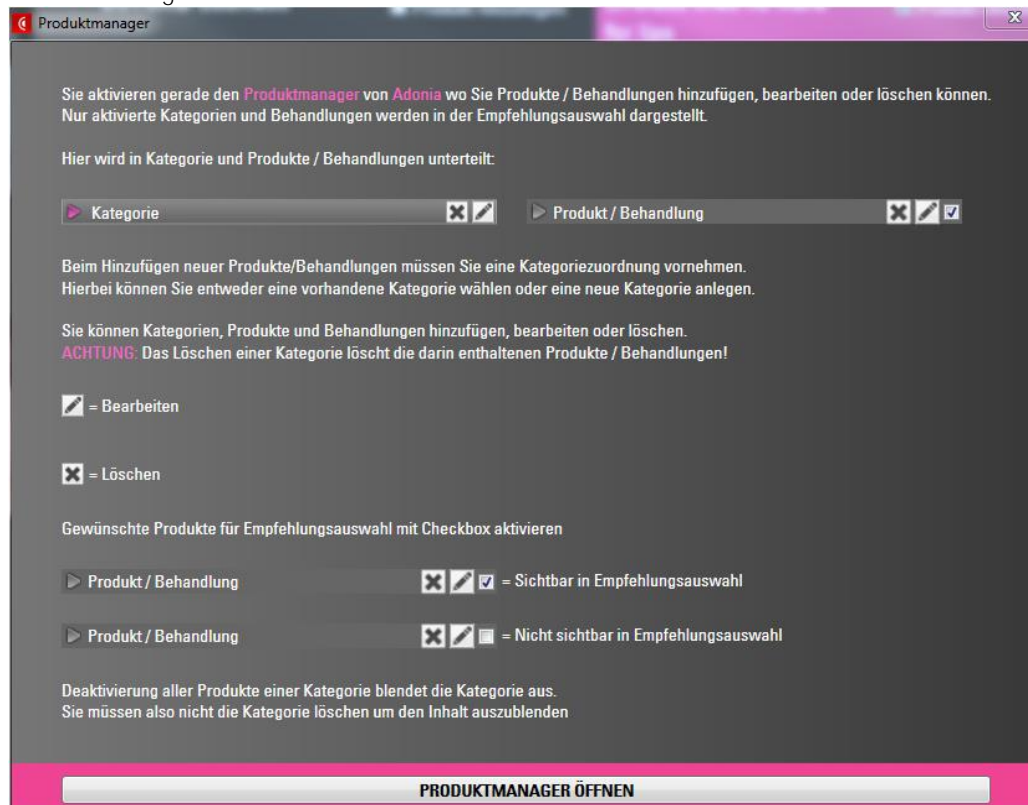 Produktmanager
Sie aktivieren gerade den Produktmanager von Adonia wo Sie Produkte / Behandlungen hinzufügen, bearbeiten oder löschen können.
Nur aktivierte Kategorien und Behandlungen werden in der Empfehlungsauswahl dargestellt.
Hier wird in Kategorie und Produkte / Behandlungen unterteilt:
Kategorie
Produkt / Behandlung
Beim Hinzufügen neuer Produkte/Behandlungen müssen Sie eine Kategoriezuordnung vornehmen.
Hierbei können Sie entweder eine vorhandene Kategorie wählen oder eine neue Kategorie anlegen.
Sie können Kategorien, Produkte und Behandlungen hinzufügen, bearbeiten oder löschen.
ACHTUNG: Das Löschen einer Kategorie löscht die darin enthaltenen Produkte / Behandlungen!
= Bearbeiten
= Löschen
Gewünschte Produkte für Empfehlungsauswahl mit Checkbox aktivieren
Produkt / Behandlung = Sichtbar in Empfehlungsauswahl
Produkt / Behandlung = Nicht sichtbar in Empfehlungsauswahl
Deaktivierung aller Produkte einer Kategorie blendet die Kategorie aus.
Sie müssen also nicht die Kategorie löschen um den Inhalt auszublenden
PRODUKTMANAGER ÖFFNEN